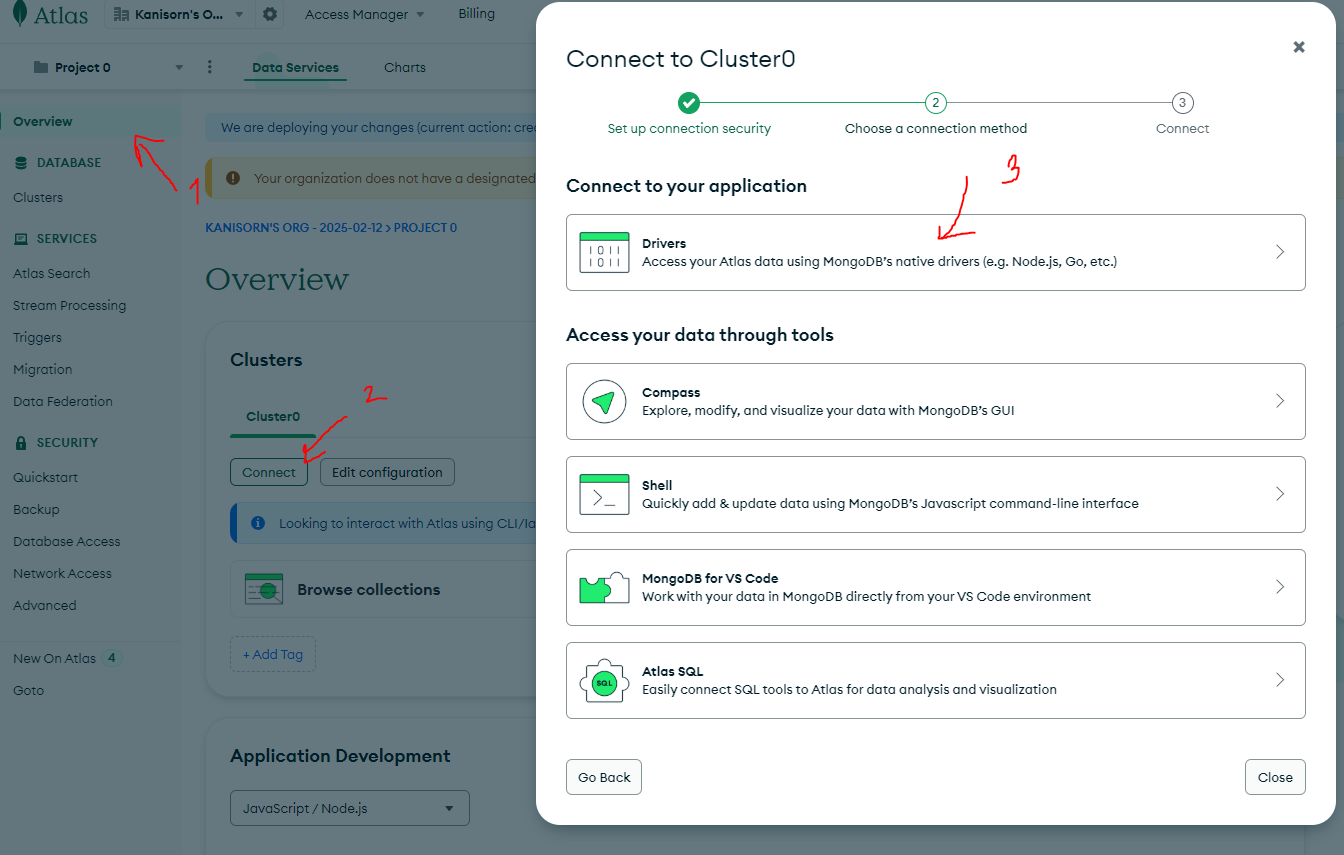 Atlas
Kanisorn's O...
Access Manager
Billing
Project 0
Data Services
Charts
Overview
1
DATABASE
Clusters
SERVICES
Atlas Search
Stream Processing
Triggers
Migration
Data Federation
SECURITY
Quickstart
Backup
Database Access
Network Access
Advanced
New On Atlas 4
Goto
We are deploying your changes (current action: crea
Your organization does not have a designated
KANISORN'S ORG - 2025-02-12 > PROJECT 0
Overview
Clusters
Cluster0
2
Connect
Edit configuration
Looking to interact with Atlas using CLI/Ia
Browse collections
+ Add Tag
Application Development
JavaScript / Node.js
Connect to Cluster0
2
3
Set up connection security
Choose a connection method
Connect
3
Connect to your application
1011
1011
Drivers
Access your Atlas data using MongoDB's native drivers (e.g. Node.js, Go, etc.)
Access your data through tools
Compass
Explore, modify, and visualize your data with MongoDB's GUI
Shell
Quickly add & update data using MongoDB's Javascript command-line interface
MongoDB for VS Code
Work with your data in MongoDB directly from your VS Code environment
SQL
Atlas SQL
Easily connect SQL tools to Atlas for data analysis and visualization
Go Back
Close